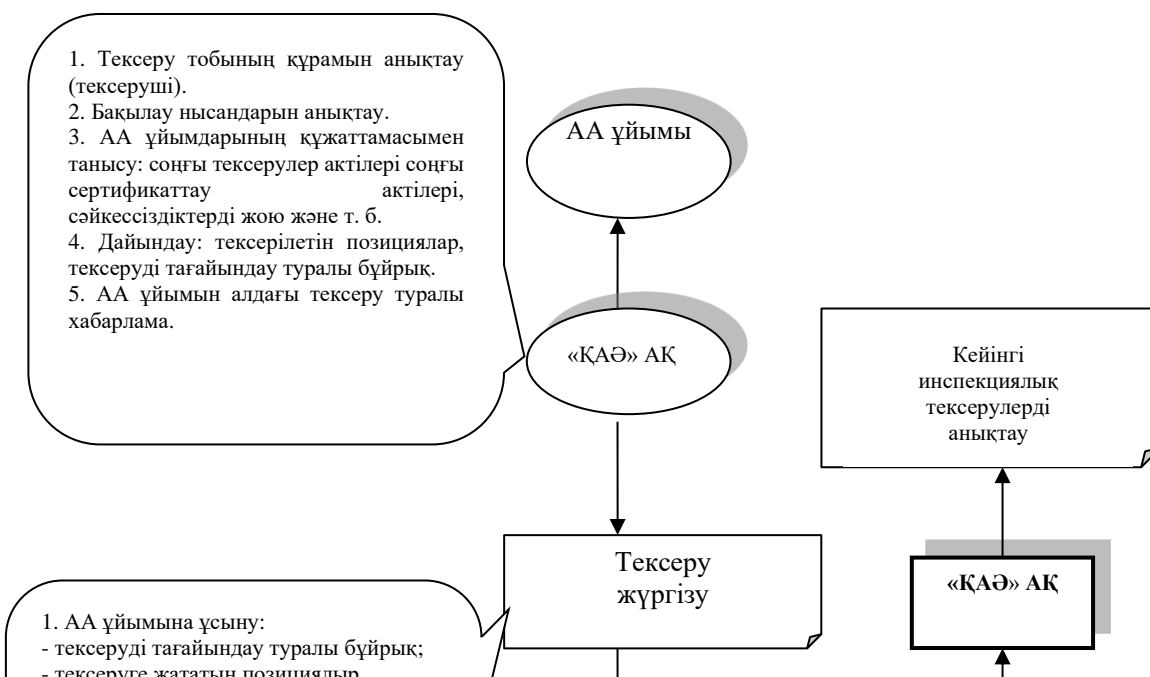 1. Тексеру тобының құрамын анықтау
(тексеруші).
2. Бақылау нысандарын анықтау.
3. АА ұйымдарының құжаттамасымен
танысу: соңғы тексерулер актілері соңғы
сертификаттау актілері,
сәйкессіздіктерді жою және т. б.
4. Дайындау: тексерілетін позициялар,
тексеруді тағайындау туралы бұйрық.
5. АА ұйымын алдағы тексеру туралы
хабарлама.
АА ұйымы
«ҚАӘ» АҚ
Кейінгі
инспекциялық
тексерулерді
анықтау
Тексеру
жүргізу
«ҚАӘ» АҚ
1. АА ұйымына ұсыну:
- тексеруді тағайындау туралы бұйрық;
- тексеруге жататын позициялыр